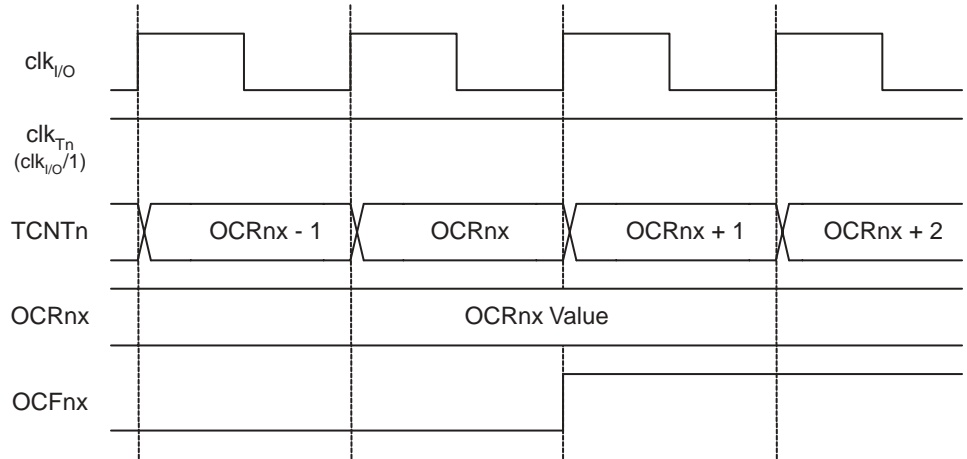 clkI/O
clkTn
(clkI/O/1)
TCNTn
OCRnx - 1
OCRnx
OCRnx + 1
OCRnx + 2
OCRnx
OCRnx Value
OCFnx